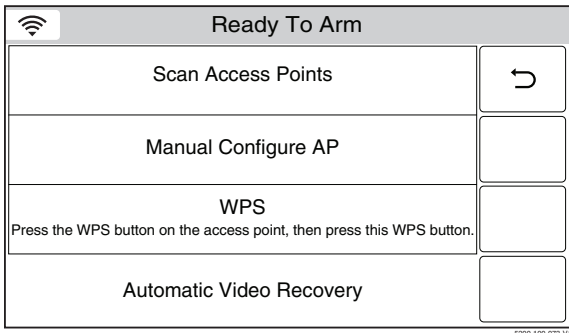 Ready To Arm
Scan Access Points
Manual Configure AP
WPS
Press the WPS button on the access point, then press this WPS button.
Automatic Video Recovery